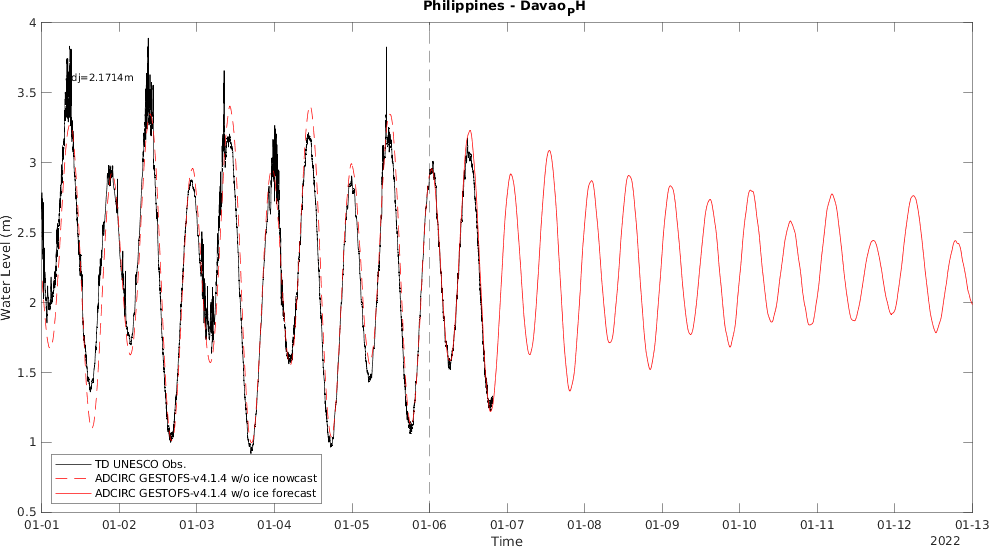 Philippines - DavaopH
4
3.5
3
2.5
2
1.5
1
0.5
Water Level (m)
dj=2.1714m
TD UNESCO Obs.
ADCIRC GESTOFS-v4.1.4 w/o ice nowcast
ADCIRC GESTOFS-v4.1.4 w/o ice forecast
01-01 01-02 01-03 01-04 01-05 01-06 01-07 01-08 01-09 01-10 01-11 01-12 01-13
Time
2022